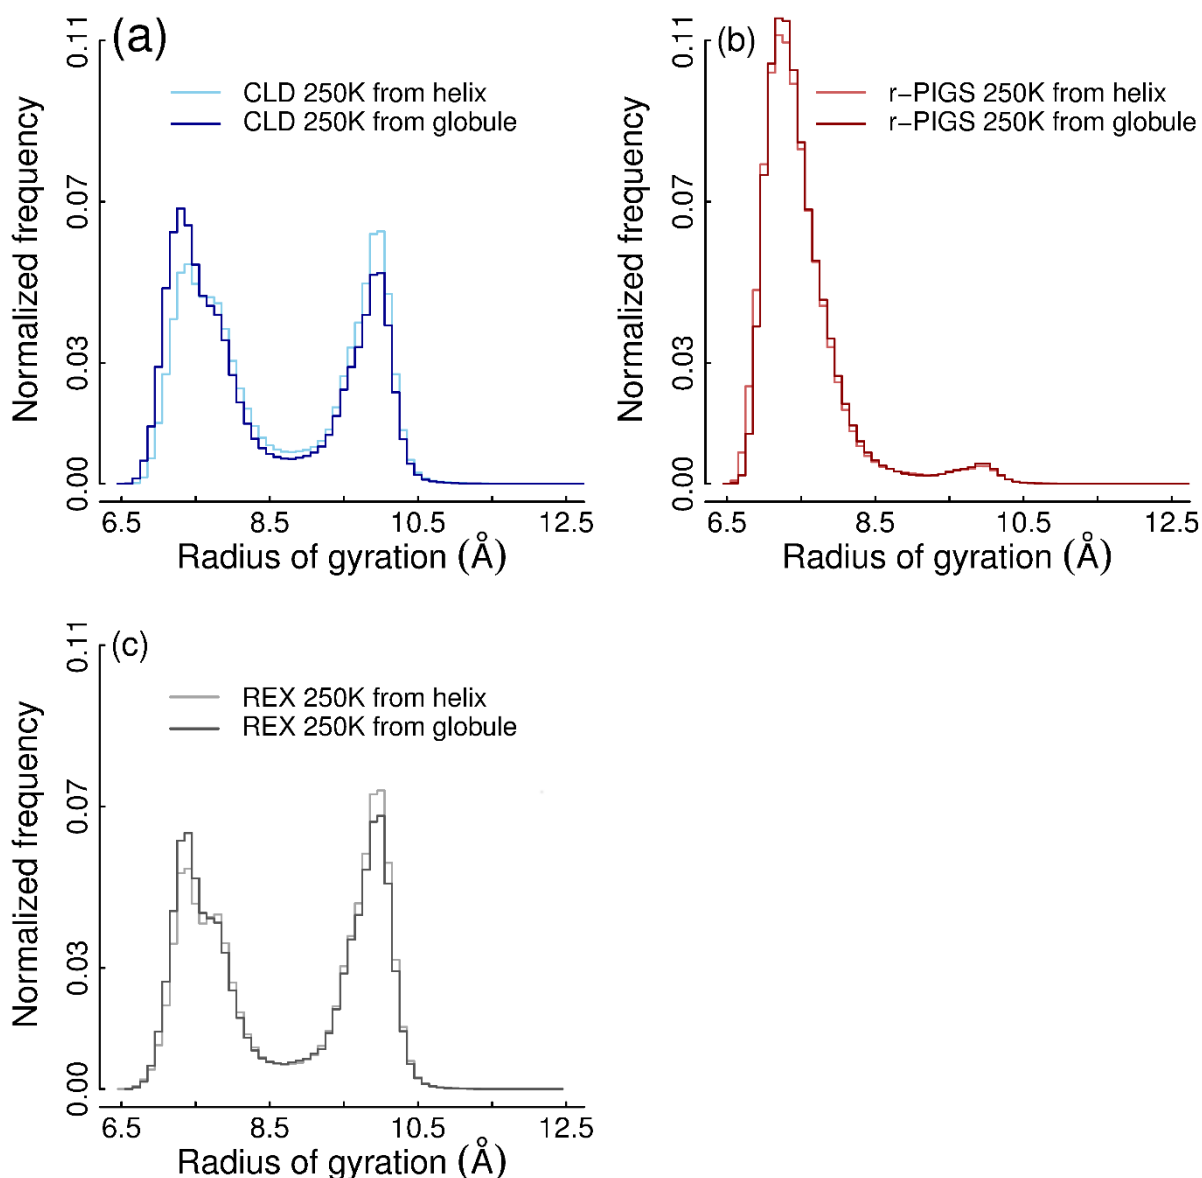 (a)
CLD 250K from helix
CLD 250K from globule
Normalized frequency
0.11
0.07
0.03
0.00
6.5 8.5 10.5 12.5
Radius of gyration (Å)
(b)
r−PIGS 250K from helix
r−PIGS 250K from globule
Normalized frequency
0.11
0.07
0.03
0.00
6.5 8.5 10.5 12.5
Radius of gyration (Å)
(c)
REX 250K from helix
REX 250K from globule
Normalized frequency
0.11
0.07
0.03
0.00
6.5 8.5 10.5 12.5
Radius of gyration (Å)